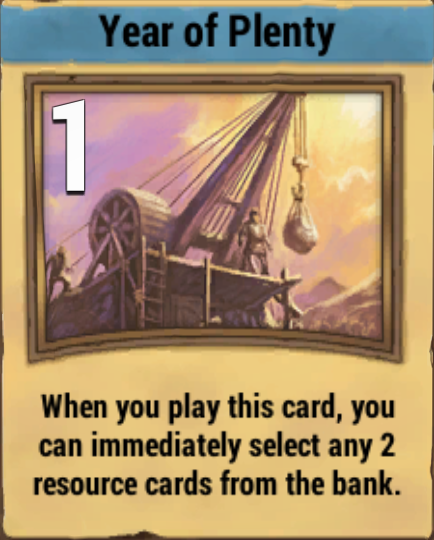 Year of Plenty
1
When you play this card, you
can immediately select any 2
resource cards from the bank.